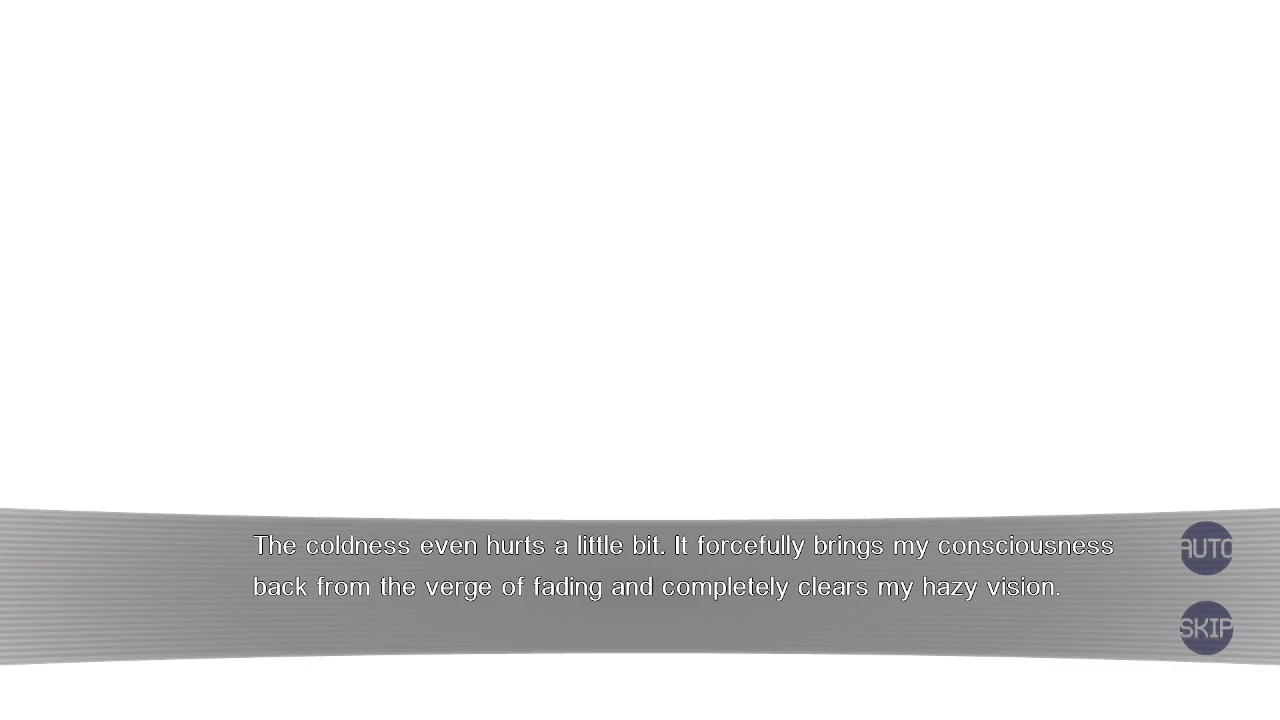 The coldness even hurts a little bit. It forcefully brings my consciousness
back from the verge of fading and completely clears my hazy vision.
AUTO
SKIP